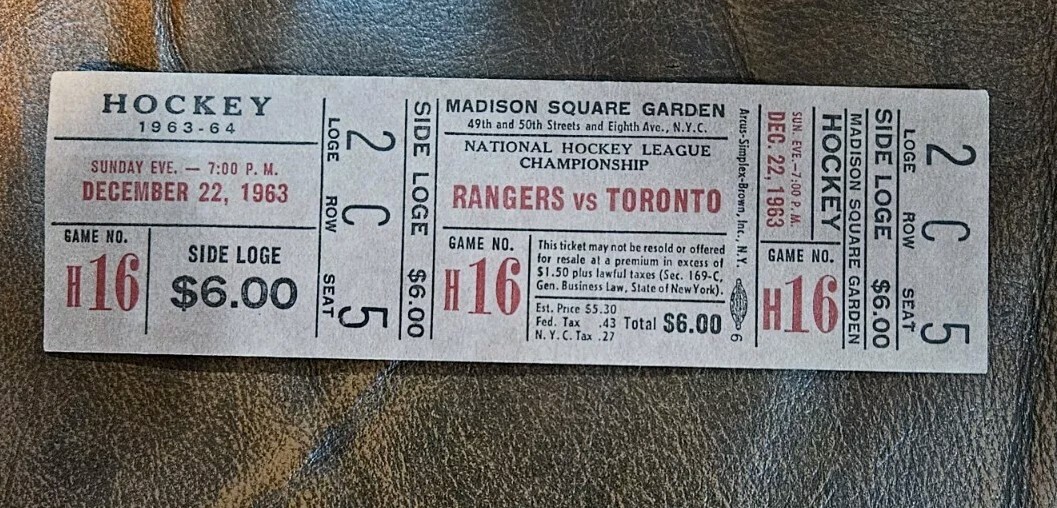 HOCKEY
1963-64
SUNDAY EVE. — 7:00 P. M.
DECEMBER 22, 1963
GAME NO.
H16
SIDE LOGE
$6.00
LOGE 2
ROW C
SEAT 5
SIDE LOGE $6.00
MADISON SQUARE GARDEN
49th and 50th Streets and Eighth Ave., N.Y.C.
NATIONAL HOCKEY LEAGUE
CHAMPIONSHIP
RANGERS vs TORONTO
GAME NO.
H16
This ticket may not be resold or offered
for resale at a premium in excess of
$1.50 plus lawful taxes (Sec. 169-C,
Gen. Business Law, State of New York).
Est. Price $5.30
Fed. Tax .43 Total $6.00
N.Y.C. Tax .27
Arcus-Simplex-Brown, Inc., N.Y. 6
SUN. EVE.—7:00 P. M.
DEC. 22, 1963
HOCKEY
GAME NO.
H16
MADISON SQUARE GARDEN
SIDE LOGE $6.00
LOGE 2
ROW C
SEAT 5